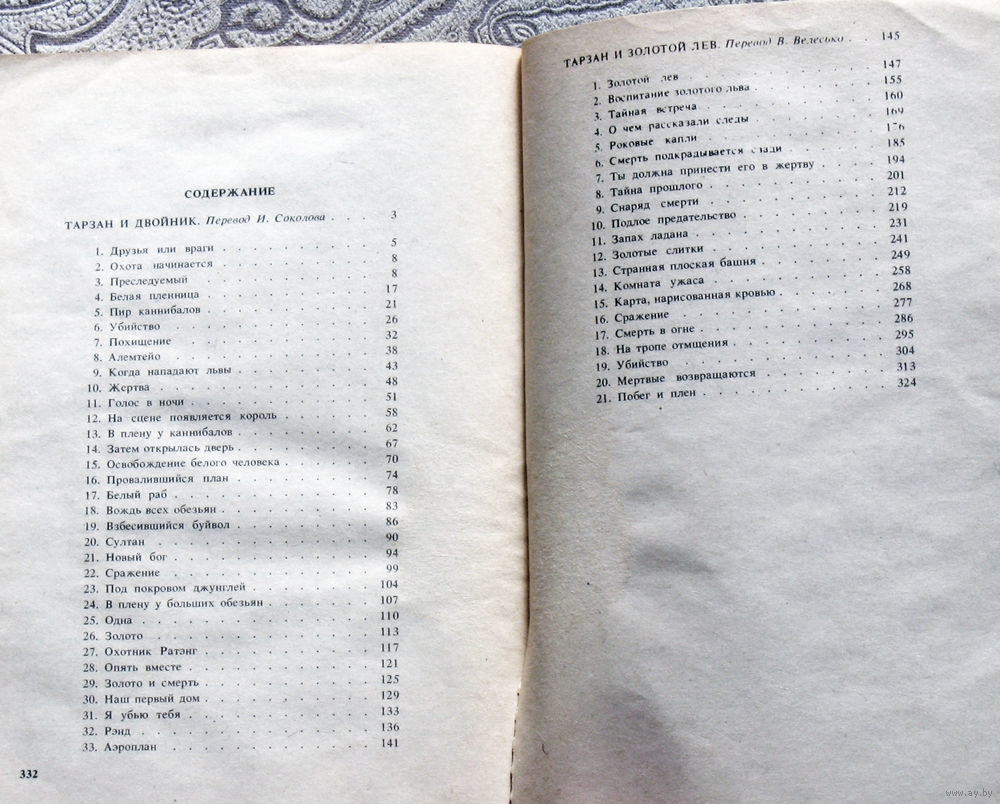 СОДЕРЖАНИЕ
ТАРЗАН И ДВОЙНИК. Перевод И. Соколова . . . 3
1. Друзья или враги . . . 5
2. Охота начинается . . . 8
3. Преследуемый . . . 8
4. Белая пленница . . . 17
5. Пир каннибалов . . . 21
6. Убийство . . . 26
7. Похищение . . . 32
8. Алемтейо . . . 38
9. Когда нападают львы . . . 43
10. Жертва . . . 48
11. Голос в ночи . . . 51
12. На сцене появляется король . . . 58
13. В плену у каннибалов . . . 62
14. Затем открылась дверь . . . 67
15. Освобождение белого человека . . . 70
16. Провалившийся план . . . 74
17. Белый раб . . . 78
18. Вождь всех обезьян . . . 83
19. Взбесившийся буйвол . . . 86
20. Султан . . . 90
21. Новый бог . . . 94
22. Сражение . . . 99
23. Под покровом джунглей . . . 104
24. В плену у больших обезьян . . . 107
25. Одна . . . 110
26. Золото . . . 113
27. Охотник Ратэнг . . . 117
28. Опять вместе . . . 121
29. Золото и смерть . . . 125
30. Наш первый дом . . . 129
31. Я убью тебя . . . 133
32. Рэнд . . . 136
33. Аэроплан . . . 141
332
ТАРЗАН И ЗОЛОТОЙ ЛЕВ. Перевод В. Велесько . . 145
1. Золотой лев . . . 147
2. Воспитание золотого льва . . . 155
3. Тайная встреча . . . 160
4. О чем рассказали следы . . . 169
5. Роковые капли . . . 176
6. Смерть подкрадывается сзади . . . 185
7. Ты должна принести его в жертву . . . 194
8. Тайна прошлого . . . 201
9. Снаряд смерти . . . 212
10. Подлое предательство . . . 219
11. Запах ладана . . . 231
12. Золотые слитки . . . 241
13. Странная плоская башня . . . 249
14. Комната ужаса . . . 258
15. Карта, нарисованная кровью . . . 268
16. Сражение . . . 277
17. Смерть в огне . . . 286
18. На тропе отмщения . . . 295
19. Убийство . . . 304
20. Мертвые возвращаются . . . 313
21. Побег и плен . . . 324
www.ay.by